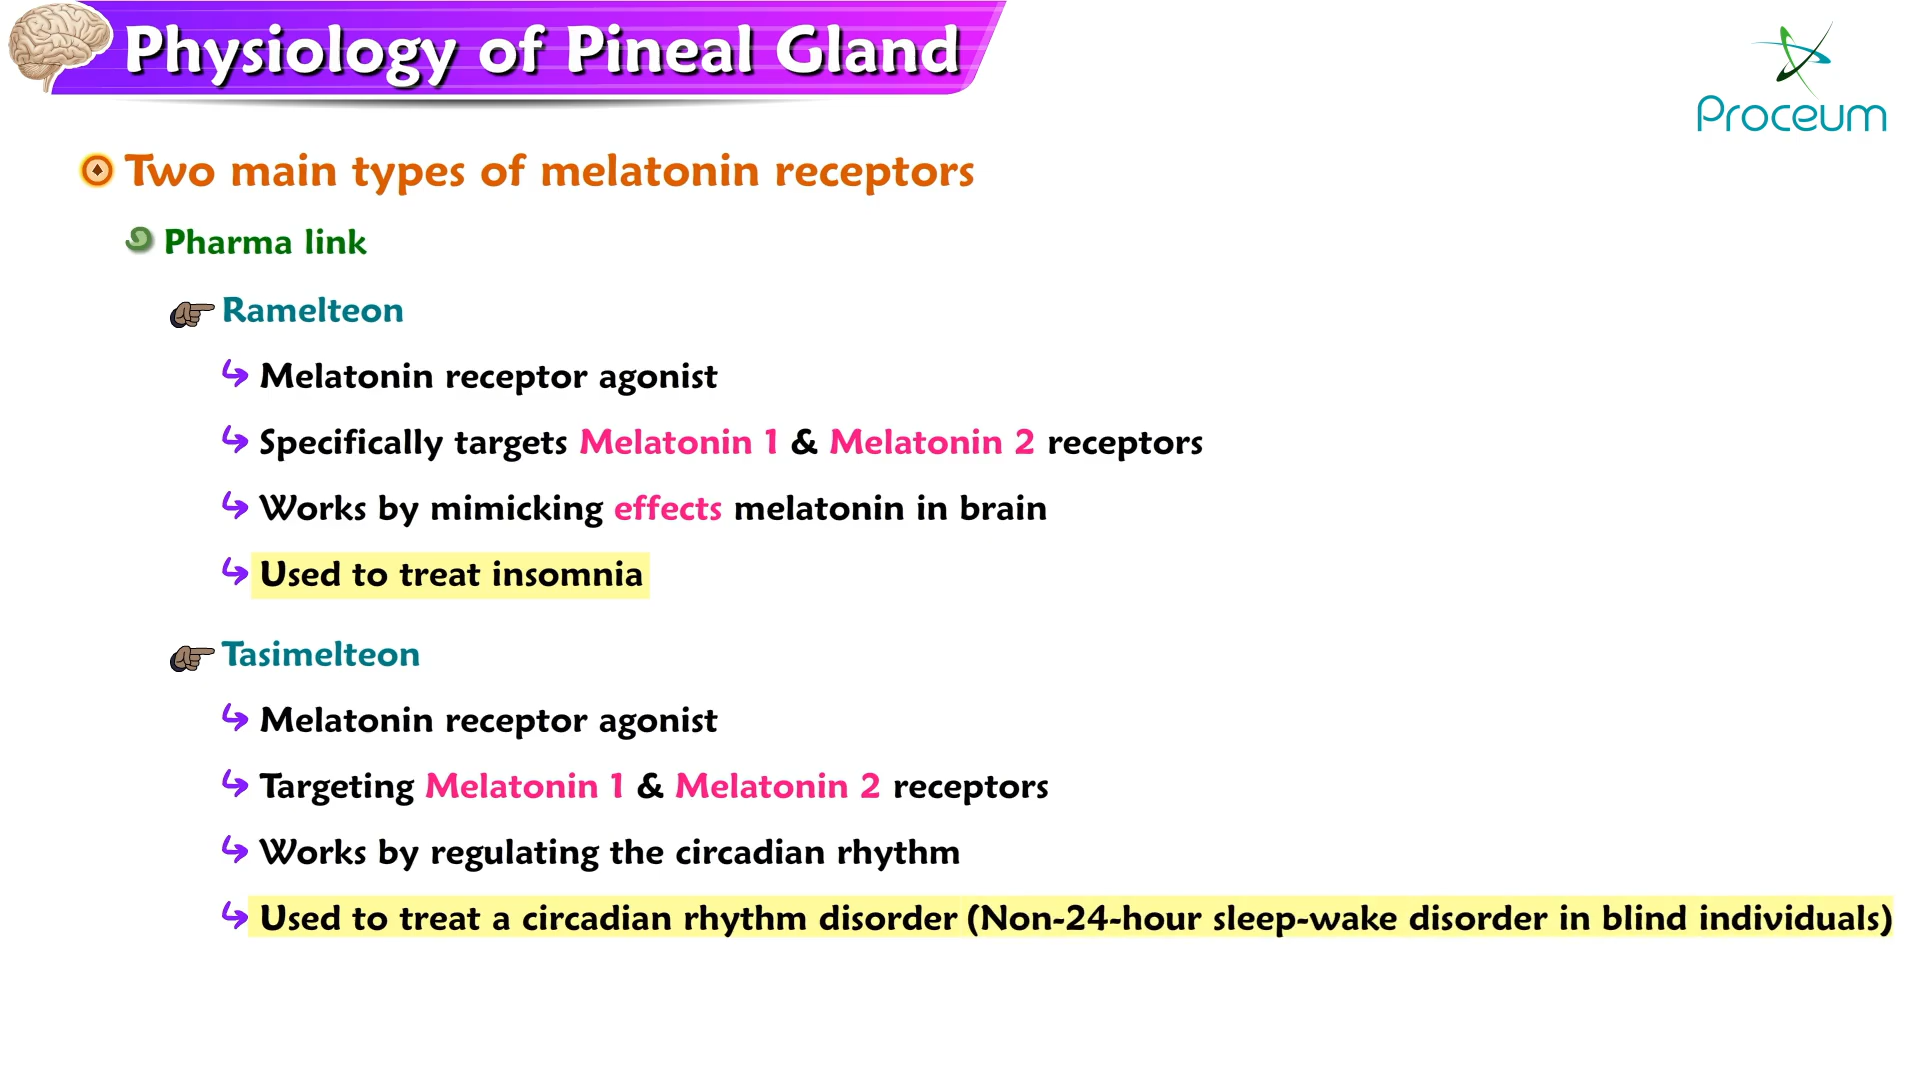 Physiology of Pineal Gland
Proceum
Two main types of melatonin receptors
Pharma link
Ramelteon
Melatonin receptor agonist
Specifically targets Melatonin 1 & Melatonin 2 receptors
Works by mimicking effects melatonin in brain
Used to treat insomnia
Tasimelteon
Melatonin receptor agonist
Targeting Melatonin 1 & Melatonin 2 receptors
Works by regulating the circadian rhythm
Used to treat a circadian rhythm disorder (Non-24-hour sleep-wake disorder in blind individuals)